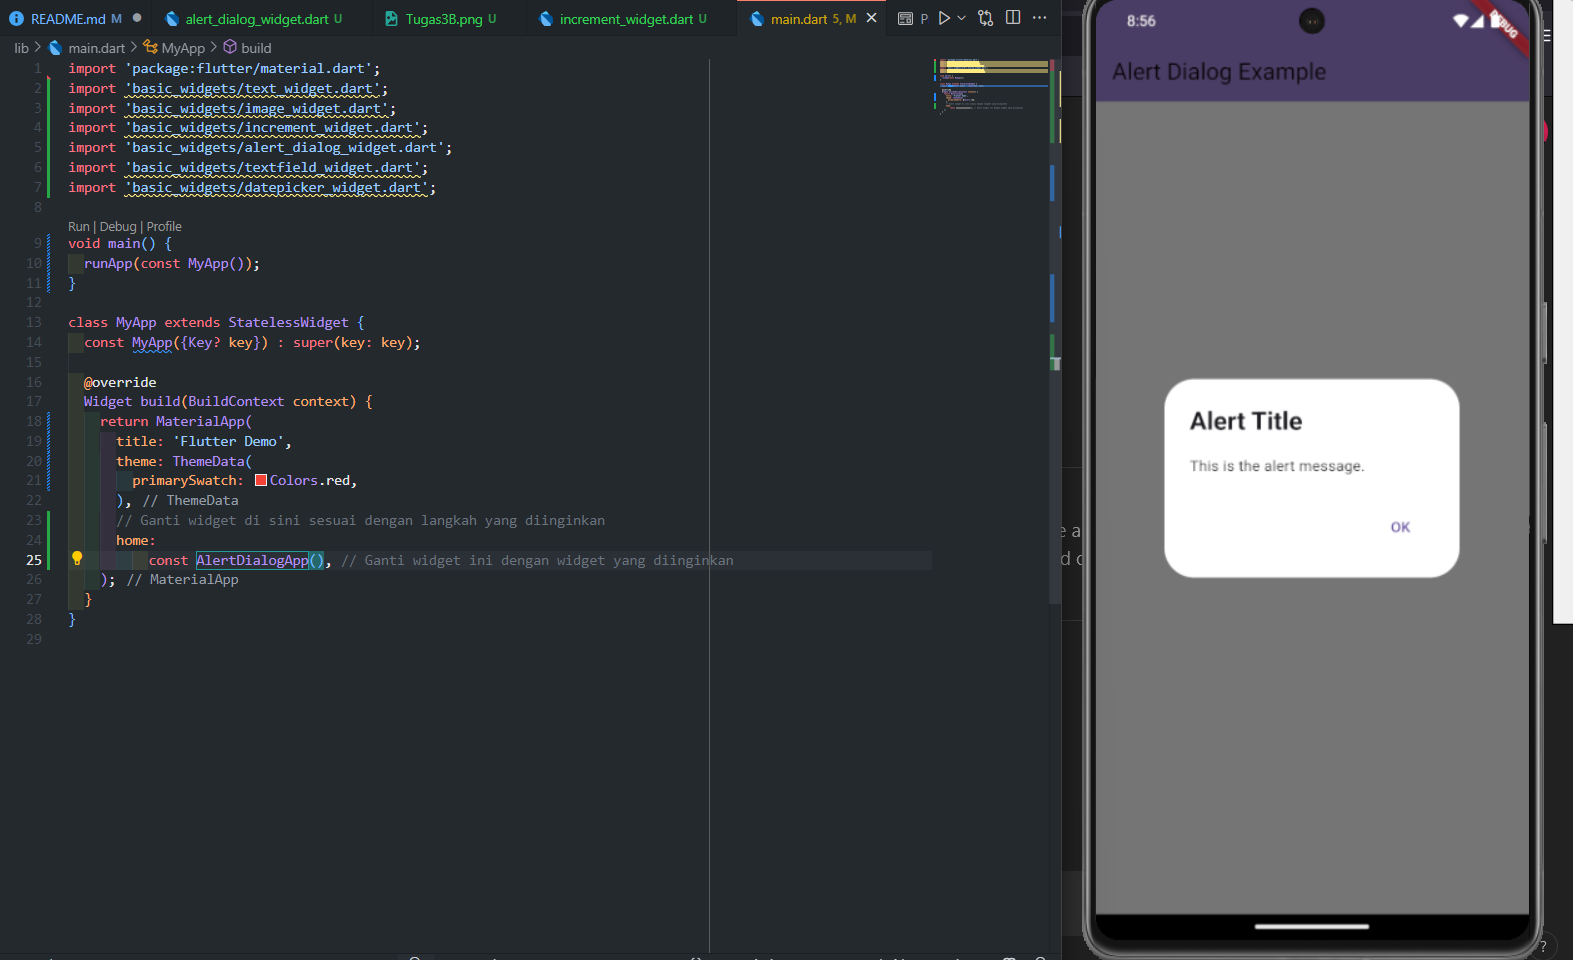 README.md M
alert_dialog_widget.dart U
Tugas3B.png U
increment_widget.dart U
main.dart 5, M
P
lib > main.dart > MyApp > build
1 import 'package:flutter/material.dart';
2 import 'basic_widgets/text_widget.dart';
3 import 'basic_widgets/image_widget.dart';
4 import 'basic_widgets/increment_widget.dart';
5 import 'basic_widgets/alert_dialog_widget.dart';
6 import 'basic_widgets/textfield_widget.dart';
7 import 'basic_widgets/datepicker_widget.dart';
8
Run | Debug | Profile
9 void main() {
10 runApp(const MyApp());
11 }
12
13 class MyApp extends StatelessWidget {
14 const MyApp({Key? key}) : super(key: key);
15
16 @override
17 Widget build(BuildContext context) {
18 return MaterialApp(
19 title: 'Flutter Demo',
20 theme: ThemeData(
21 primarySwatch: Colors.red,
22 ), // ThemeData
23 // Ganti widget di sini sesuai dengan langkah yang diinginkan
24 home:
25 const AlertDialogApp(), // Ganti widget ini dengan widget yang diinginkan
26 ); // MaterialApp
27 }
28 }
29
8:56
DEBUG
Alert Dialog Example
Alert Title
This is the alert message.
OK
e a
d
?